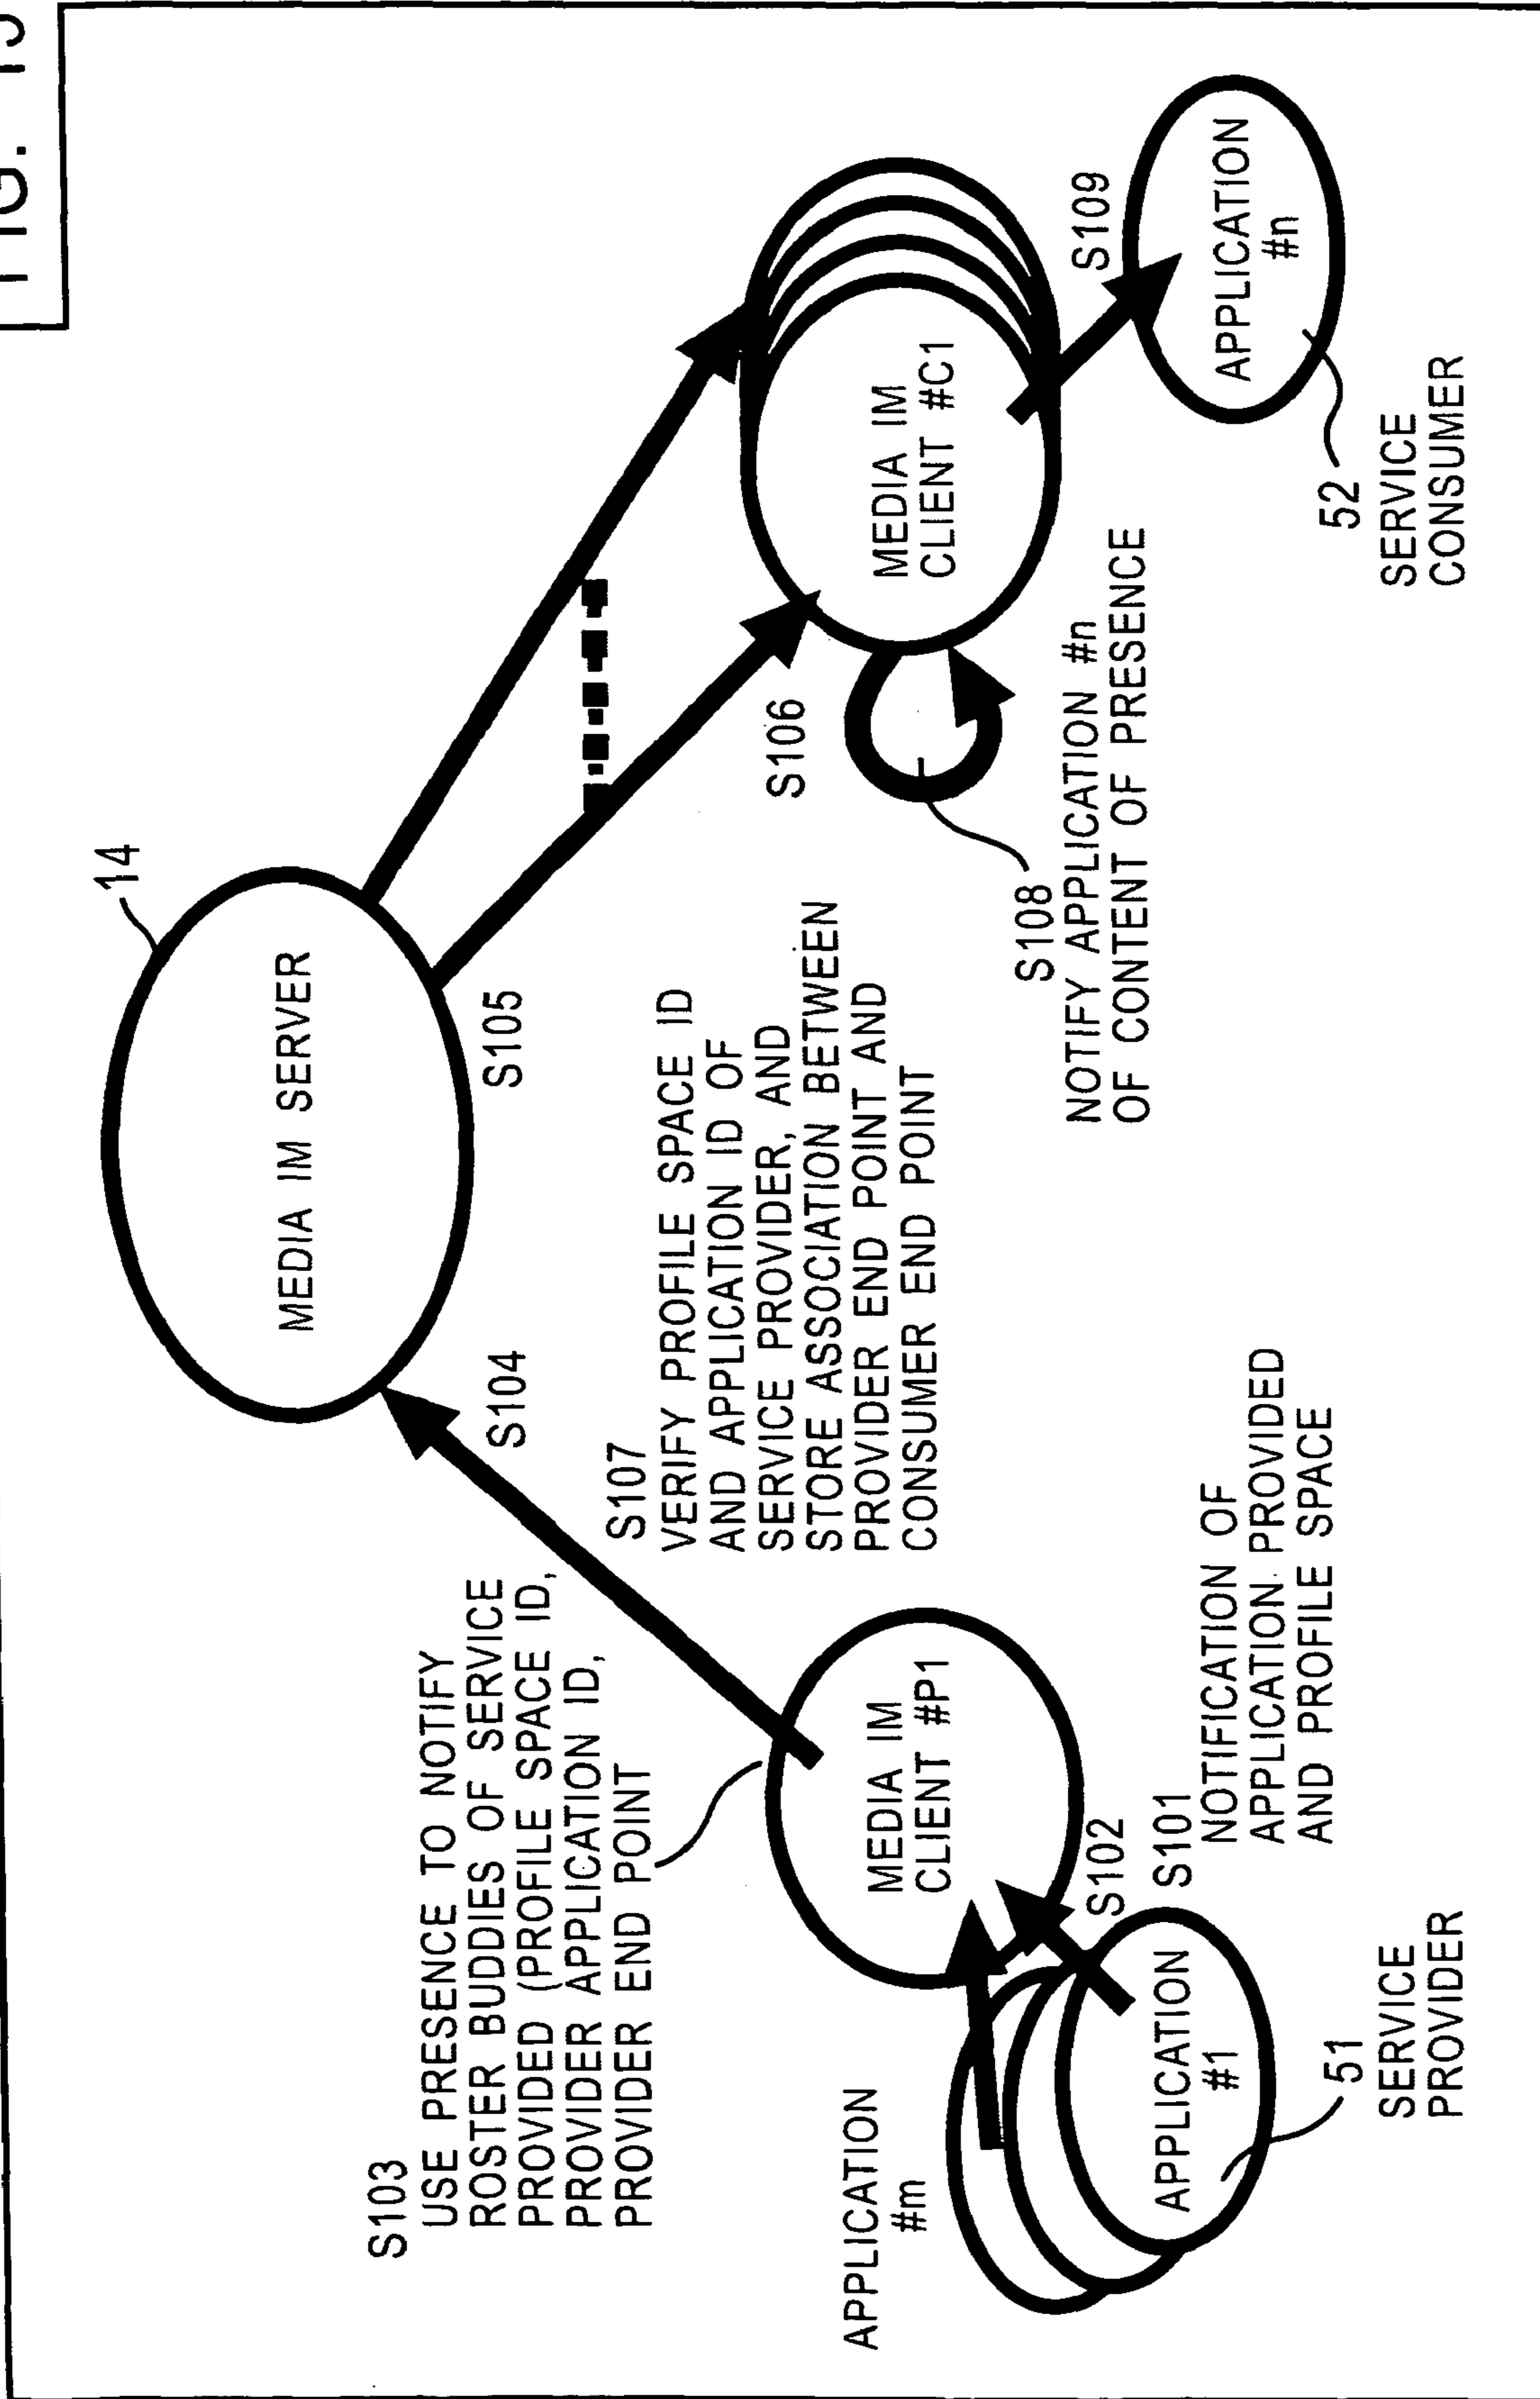 MEDIA IM SERVER
14
S103
USE PRESENCE TO NOTIFY
ROSTER BUDDIES OF SERVICE
PROVIDED (PROFILE SPACE ID,
PROVIDER APPLICATION ID,
PROVIDER END POINT
S104
S105
S107
VERIFY PROFILE SPACE ID
AND APPLICATION ID OF
SERVICE PROVIDER, AND
STORE ASSOCIATION BETWEEN
PROVIDER END POINT AND
CONSUMER END POINT
S106
APPLICATION
#m
MEDIA IM
CLIENT #P1
MEDIA IM
CLIENT #C1
S108
NOTIFY APPLICATION #n
OF CONTENT OF PRESENCE
S109
S102
S101
NOTIFICATION OF
APPLICATION PROVIDED
AND PROFILE SPACE
APPLICATION
#1
APPLICATION
#n
51
SERVICE
PROVIDER
52
SERVICE
CONSUMER